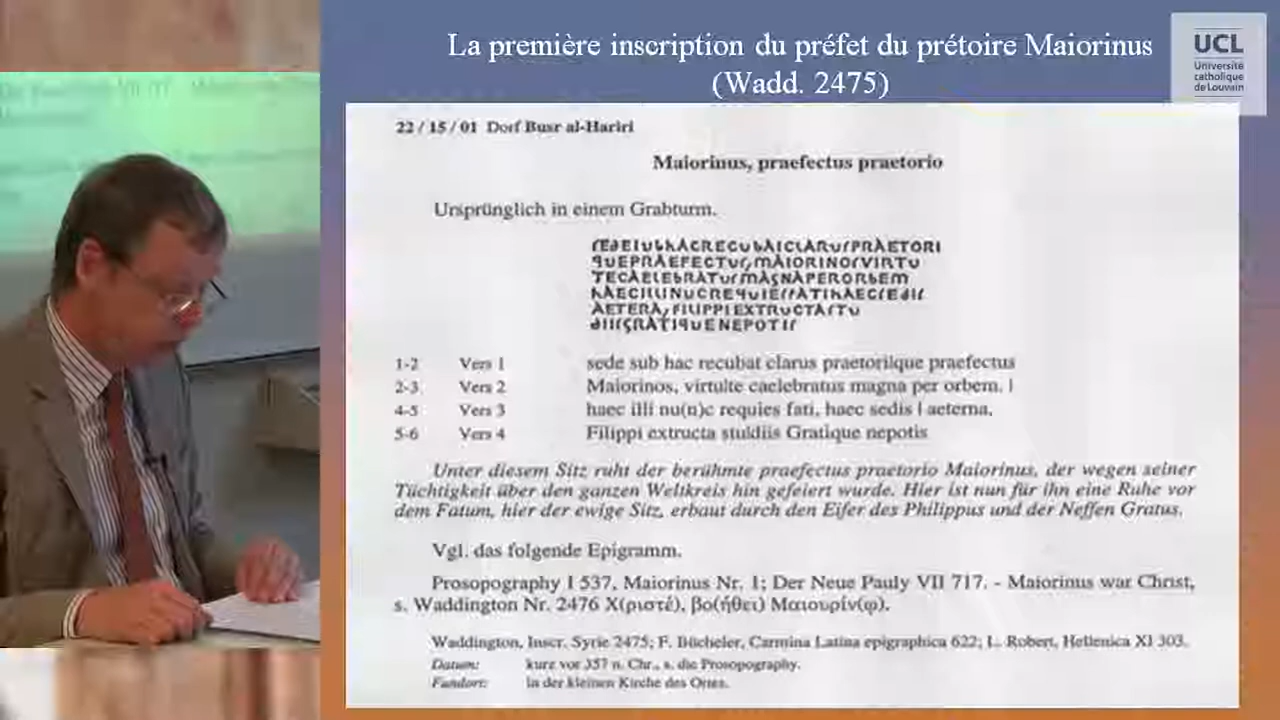 La première inscription du préfet du prétoire Maiorinus
(Wadd. 2475)
UCL
Université
catholique
de Louvain
22 / 15 / 01 Dorf Busr al-Hariri
Maiorinus, praefectus praetorio
Ursprünglich in einem Grabturm.
1-2 Vers 1 sede sub hac recubat clarus praetori|que praefectus
2-3 Vers 2 Maiorinos, virtu|te caelebratus magna per orbem. |
4-5 Vers 3 haec illi nu(n)c requies fati, haec sedis | aeterna,
5-6 Vers 4 Filippi extructa stu|diis Gratique nepotis
Unter diesem Sitz ruht der berühmte praefectus praetorio Maiorinus, der wegen seiner
Tüchtigkeit über den ganzen Weltkreis hin gefeiert wurde. Hier ist nun für ihn eine Ruhe vor
dem Fatum, hier der ewige Sitz, erbaut durch den Eifer des Philippus und der Neffen Gratus.
Vgl. das folgende Epigramm.
Prosopography I 537, Maiorinus Nr. 1; Der Neue Pauly VII 717. - Maiorinus war Christ,
s. Waddington Nr. 2476 Χ(ριστέ), βο(ήθει) Μαιουρίν(ῳ).
Waddington, Inscr. Syrie 2475; F. Bücheler, Carmina Latina epigraphica 622; L. Robert, Hellenica XI 303.
Datum: kurz vor 357 n. Chr., s. die Prosopography.
Fundort: In der kleinen Kirche des Ortes.